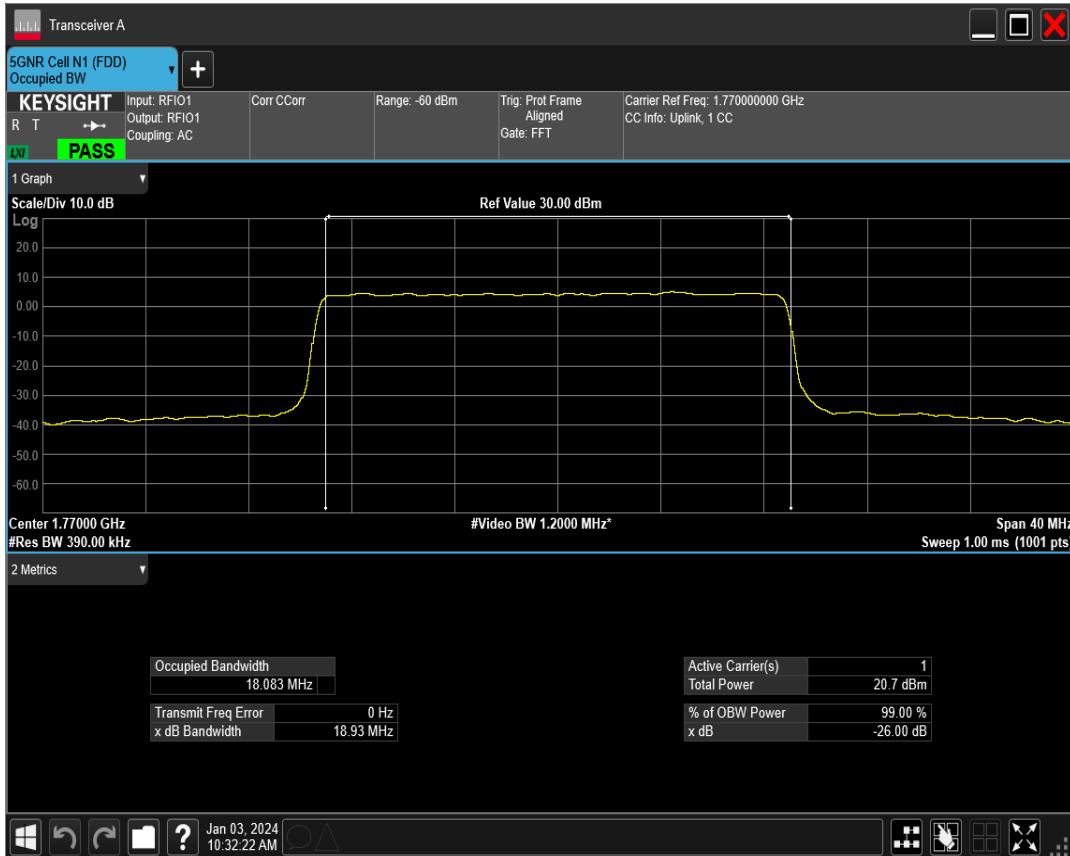 Transceiver A
5GNR Cell N1 (FDD)
Occupied BW
+
KEYSIGHT
R T
LXI
PASS
Input: RFIO1
Output: RFIO1
Coupling: AC
Corr CCorr
Range: -60 dBm
Trig: Prot Frame
Aligned
Gate: FFT
Carrier Ref Freq: 1.770000000 GHz
CC Info: Uplink, 1 CC
1 Graph
Scale/Div 10.0 dB
Ref Value 30.00 dBm
Log
20.0
10.0
0.00
-10.0
-20.0
-30.0
-40.0
-50.0
-60.0
Center 1.77000 GHz
#Video BW 1.2000 MHz*
Span 40 MHz
#Res BW 390.00 kHz
Sweep 1.00 ms (1001 pts)
2 Metrics
Occupied Bandwidth
18.083 MHz
Transmit Freq Error 0 Hz
x dB Bandwidth 18.93 MHz
Active Carrier(s) 1
Total Power 20.7 dBm
% of OBW Power 99.00 %
x dB -26.00 dB
?
Jan 03, 2024
10:32:22 AM